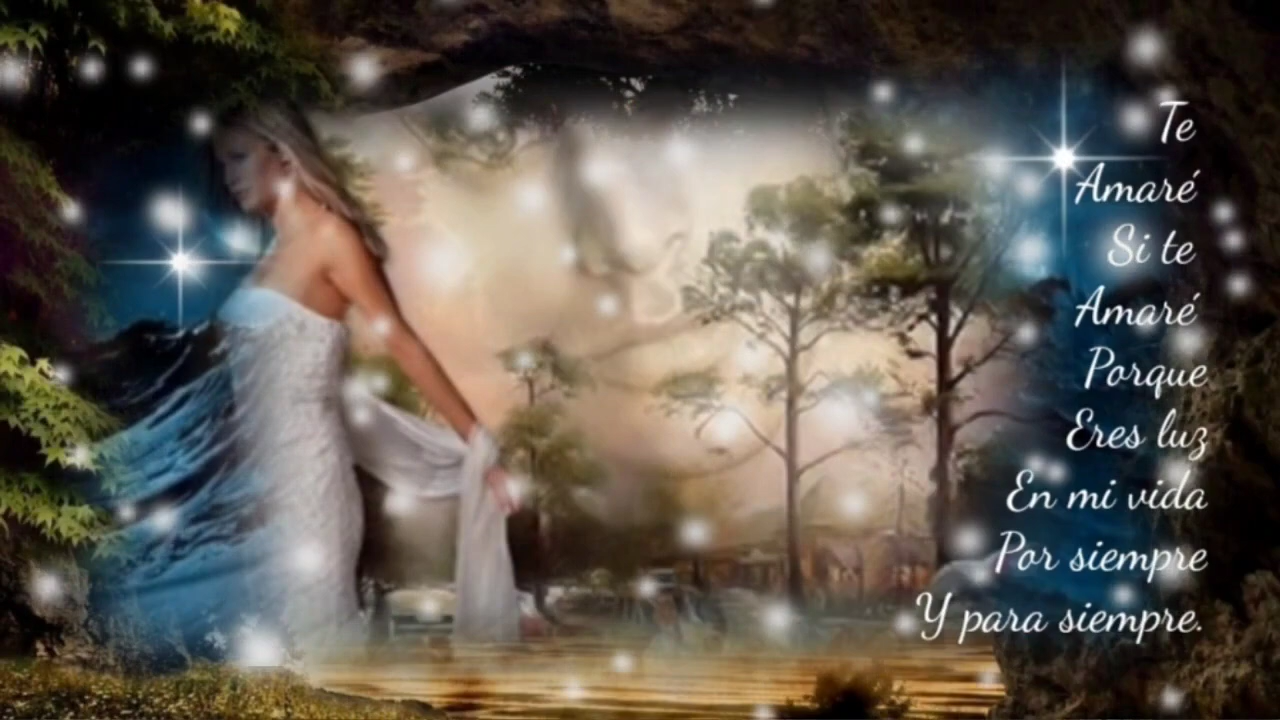 Te
Amaré
Si te
Amaré
Porque
Eres luz
En mi vida
Por siempre
Y para siempre.